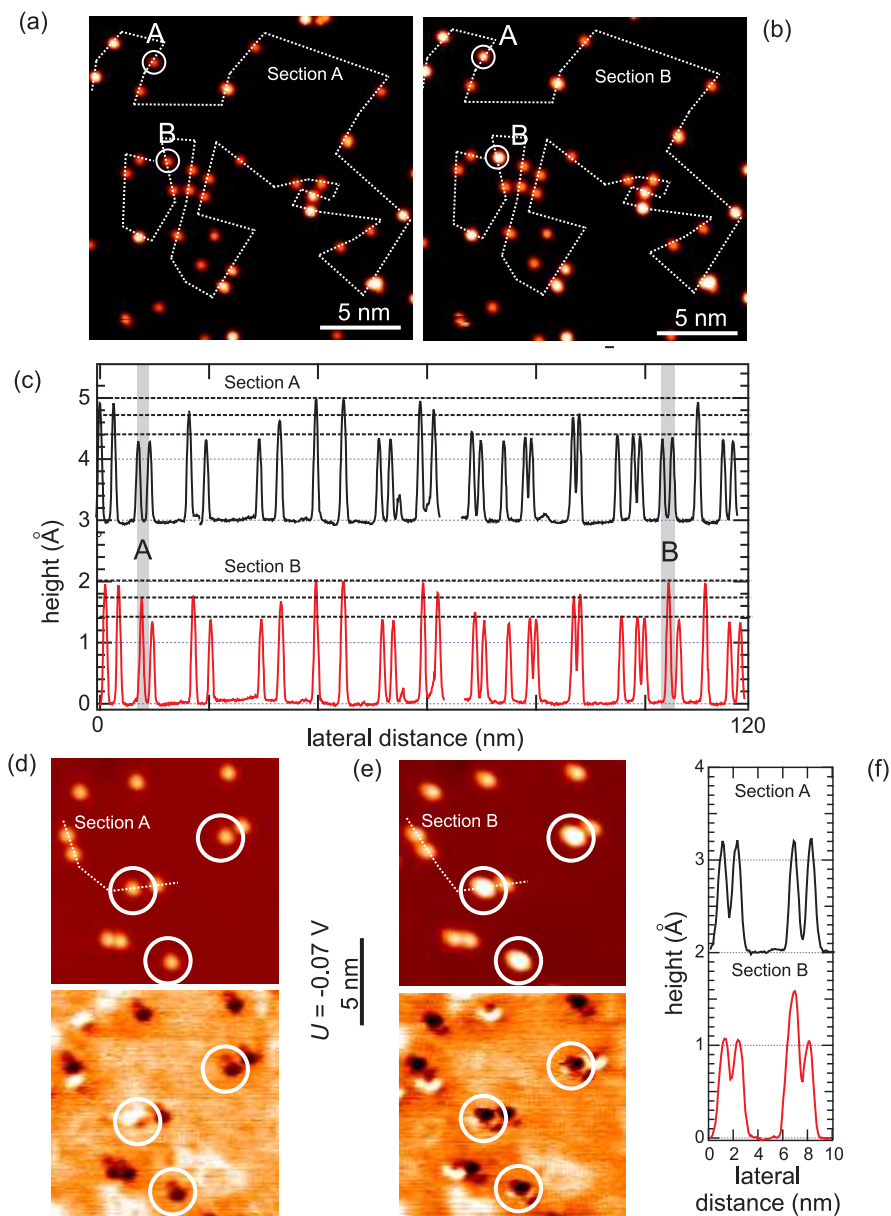 (a)
A
Section A
B
5 nm
A
(b)
Section B
B
5 nm
(c)
Section A
5
4
3
A
B
Section B
2
1
0
height (Å)
0
120
lateral distance (nm)
(d)
Section A
(e)
Section B
U = -0.07 V
5 nm
(f)
4
Section A
3
2
Section B
1
0
height (Å)
0 2 4 6 8 10
lateral
distance (nm)